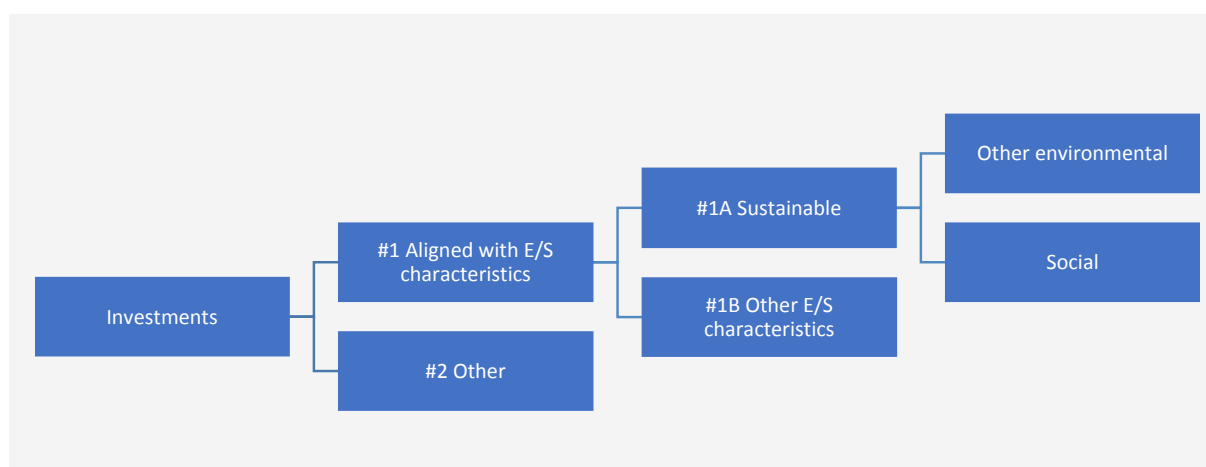 Investments
#1 Aligned with E/S
characteristics
#2 Other
#1A Sustainable
#1B Other E/S
characteristics
Other environmental
Social